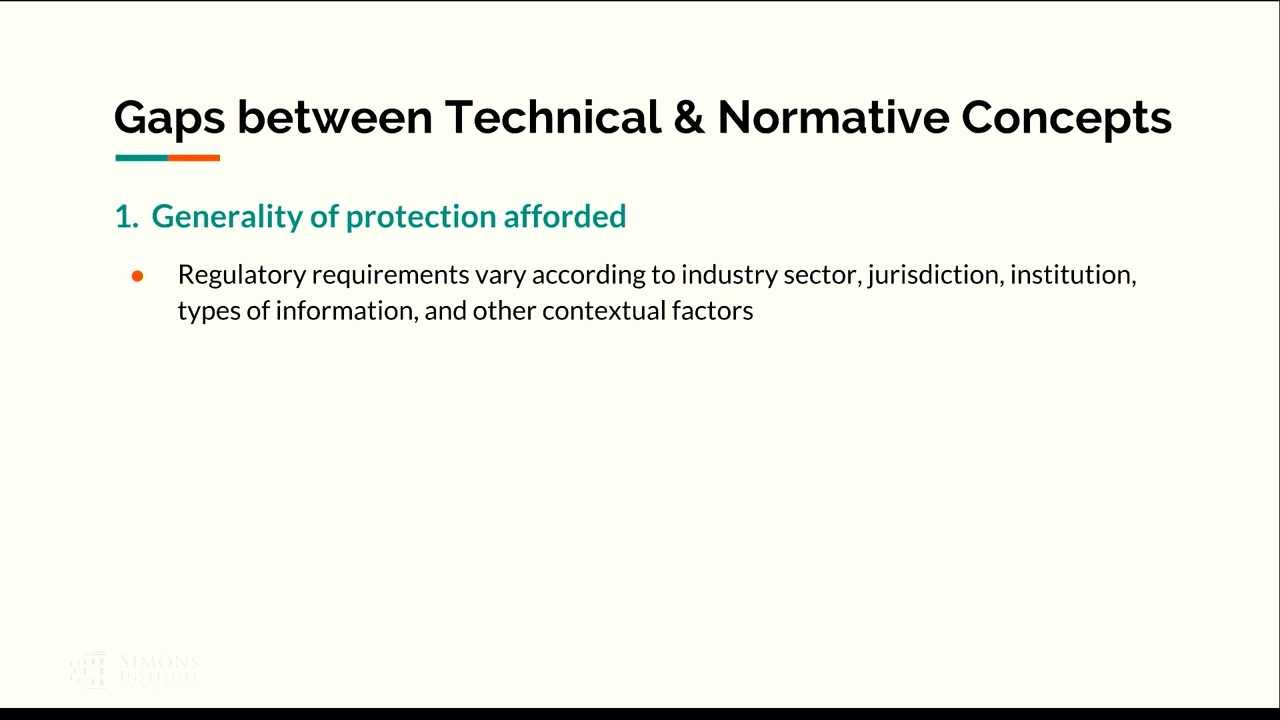 Gaps between Technical & Normative Concepts
1. Generality of protection afforded
● Regulatory requirements vary according to industry sector, jurisdiction, institution,
types of information, and other contextual factors
SIMONS
INSTITUTE